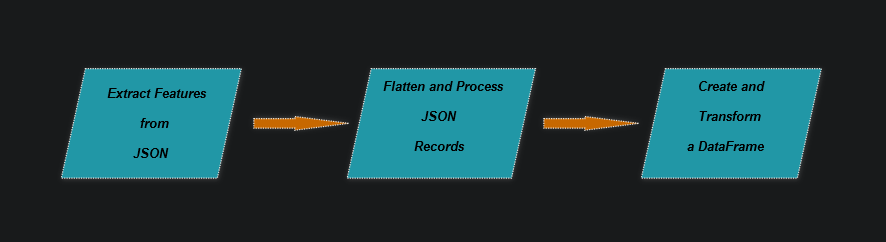 Extract Features
from
JSON
Flatten and Process
JSON
Records
Create and
Transform
a DataFrame